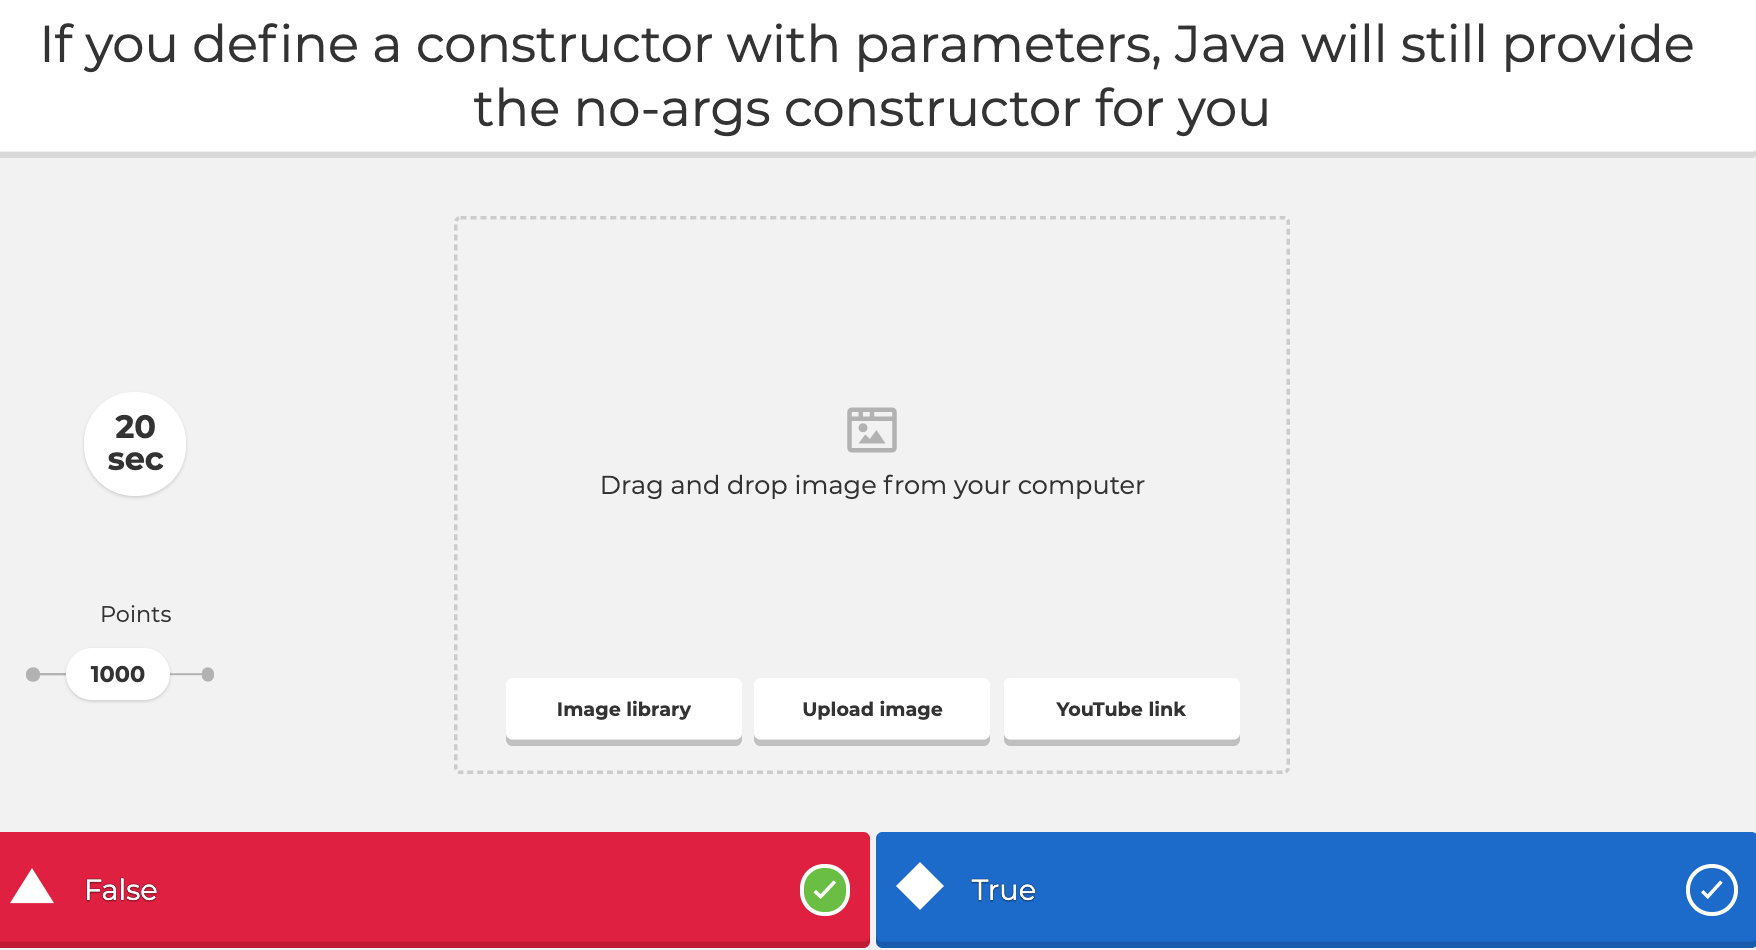 If you define a constructor with parameters, Java will still provide
the no-args constructor for you
20
sec
Drag and drop image from your computer
Points
1000
Image library
Upload image
YouTube link
False
True